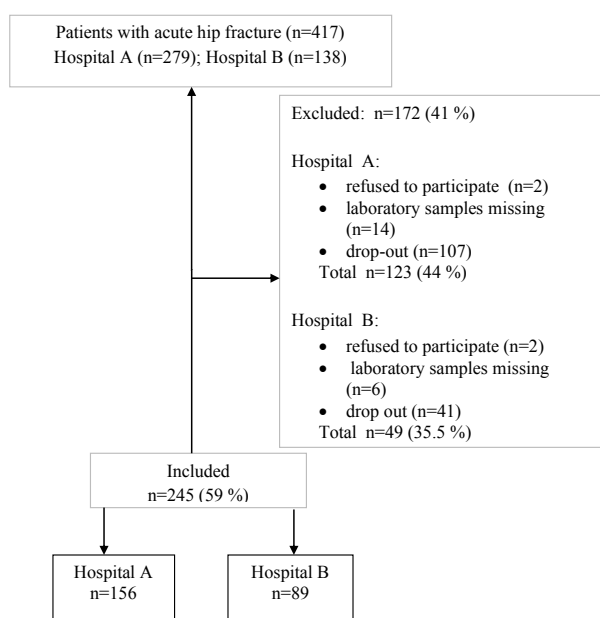 Patients with acute hip fracture (n=417)
Hospital A (n=279); Hospital B (n=138)
Excluded: n=172 (41 %)
Hospital A:
• refused to participate (n=2)
• laboratory samples missing
(n=14)
• drop-out (n=107)
Total n=123 (44 %)
Hospital B:
• refused to participate (n=2)
• laboratory samples missing
(n=6)
• drop out (n=41)
Total n=49 (35.5 %)
Included
n=245 (59 %)
Hospital A
n=156
Hospital B
n=89